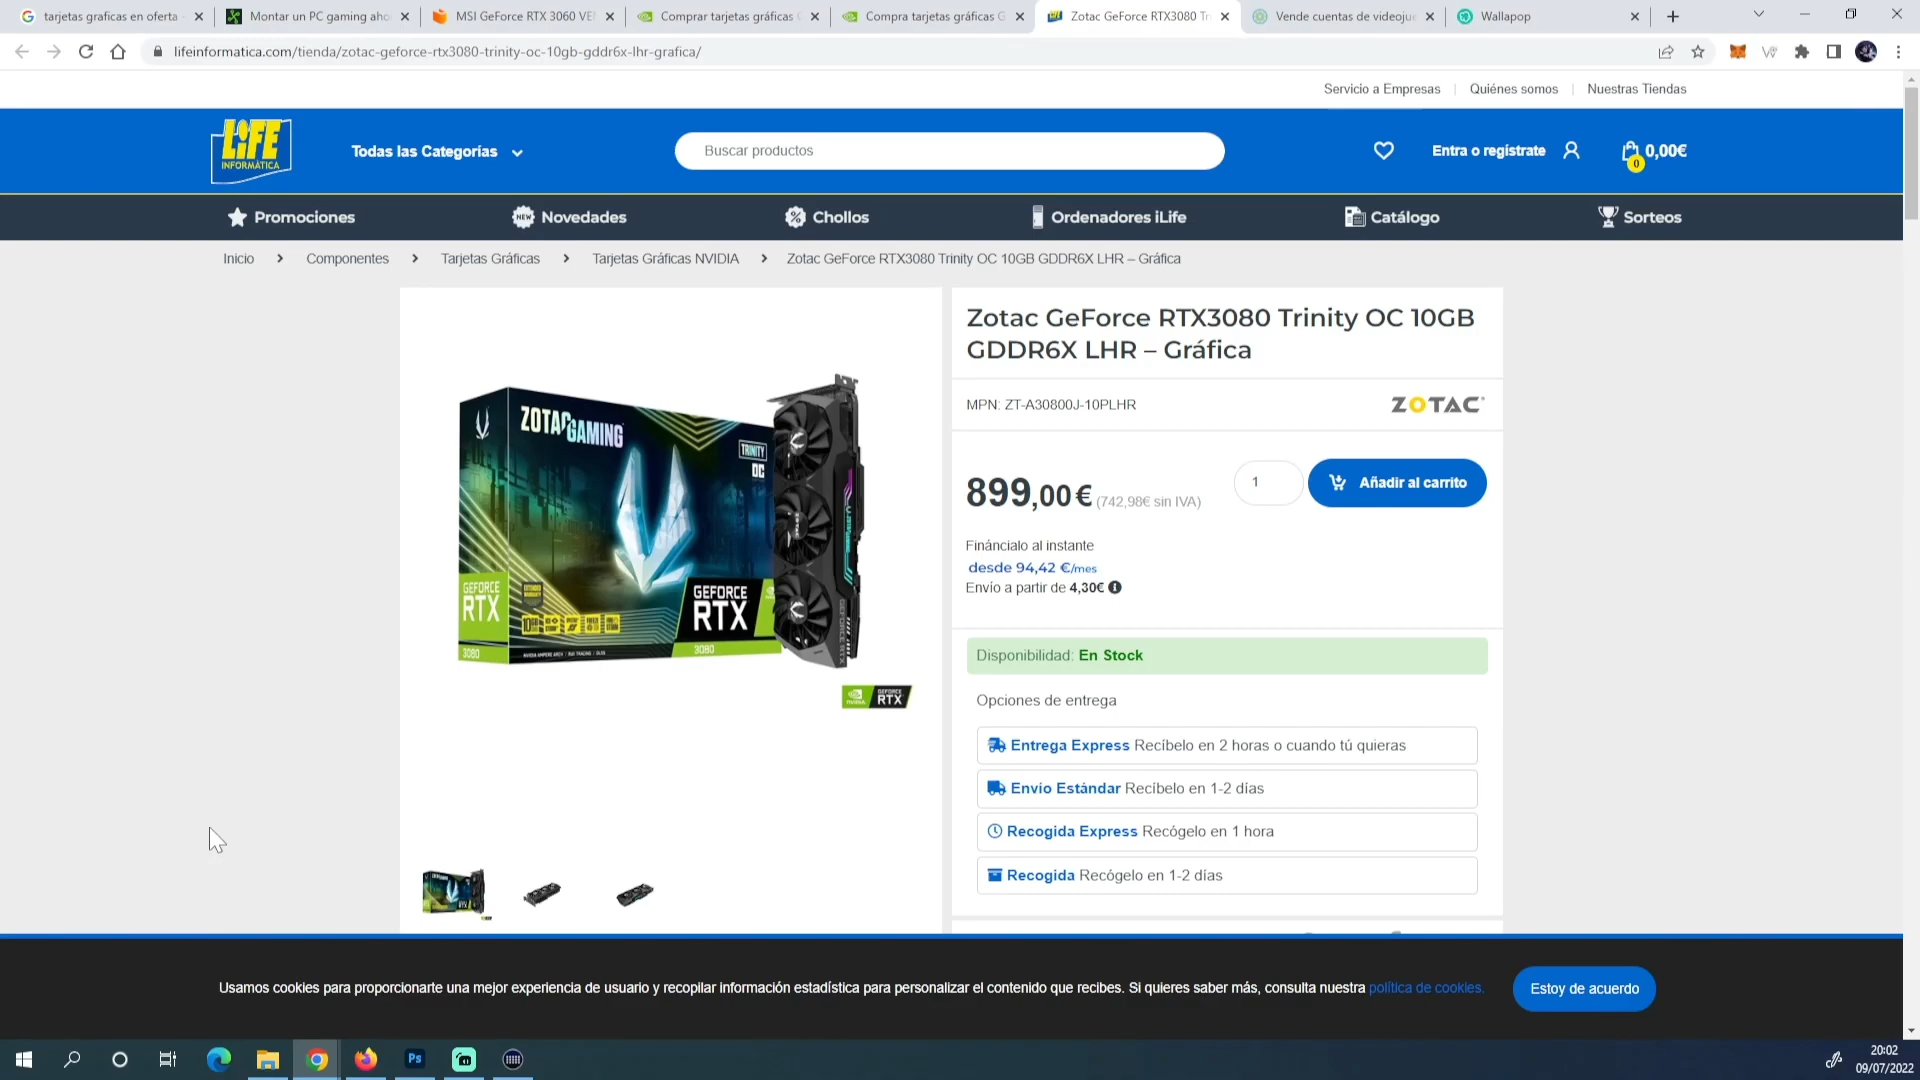 tarjetas graficas en oferta
Montar un PC gaming aho
MSI GeForce RTX 3060 VEN
Comprar tarjetas gráficas
Compra tarjetas gráficas G
Zotac GeForce RTX3080 Tr
Vende cuentas de videojue
Wallapop
lifeinformatica.com/tienda/zotac-geforce-rtx3080-trinity-oc-10gb-gddr6x-lhr-grafica/
Servicio a Empresas
Quiénes somos
Nuestras Tiendas
LiFE
INFORMÀTICA
Todas las Categorías
Buscar productos
Entra o regístrate
0
0,00€
Promociones
NEW
Novedades
Chollos
Ordenadores iLife
Catálogo
Sorteos
Inicio
Componentes
Tarjetas Gráficas
Tarjetas Gráficas NVIDIA
Zotac GeForce RTX3080 Trinity OC 10GB GDDR6X LHR – Gráfica
Zotac GeForce RTX3080 Trinity OC 10GB
GDDR6X LHR – Gráfica
MPN: ZT-A30800J-10PLHR
ZOTAC
ZOTAC GAMING
TRINITY
OC
GEFORCE
RTX
3080
GEFORCE
RTX
3080
NVIDIA
GEFORCE
RTX
899,00€ (742,98€ sin IVA)
1
Añadir al carrito
Fináncialo al instante
desde 94,42 €/mes
Envío a partir de 4,30€
Disponibilidad: En Stock
Opciones de entrega
Entrega Express Recíbelo en 2 horas o cuando tú quieras
Envío Estándar Recíbelo en 1-2 días
Recogida Express Recógelo en 1 hora
Recogida Recógelo en 1-2 días
Usamos cookies para proporcionarte una mejor experiencia de usuario y recopilar información estadística para personalizar el contenido que recibes. Si quieres saber más, consulta nuestra política de cookies.
Estoy de acuerdo
Ps
20:02
09/07/2022